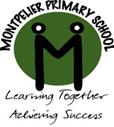 MONTPELIER PRIMARY SCHOOL
Learning Together
Achieving Success